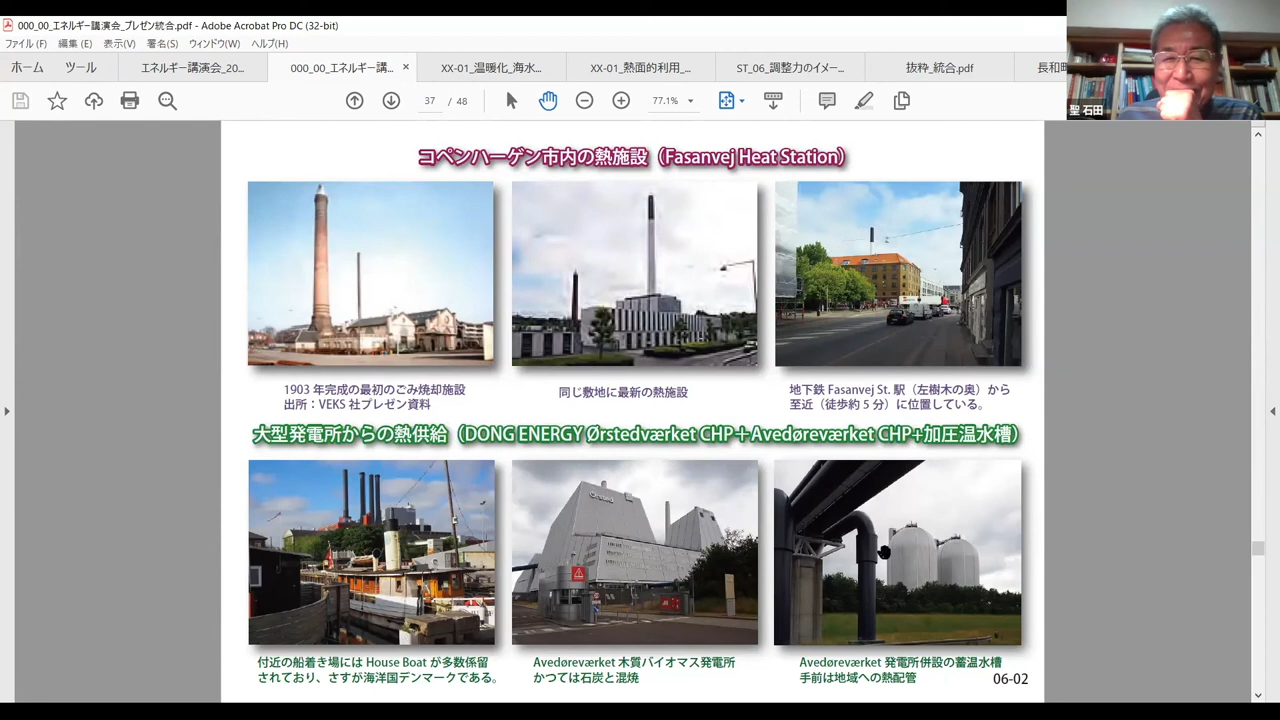 000_00_エネルギー講演会_プレゼン統合.pdf - Adobe Acrobat Pro DC (32-bit)
ファイル (F) 編集 (E) 表示(V) 署名(S) ウィンドウ(W) ヘルプ(H)
ホーム ツール エネルギー講演会_20... 000_00_エネルギー講... × 温暖化_海水... XX-01_熱面的利用_... ST_06_調整力のイメー... 抜粋_統合.pdf
37 / 48 77.1%
聖 石田
コペンハーゲン市内の熱施設（Fasanvej Heat Station）
1903 年完成の最初のごみ焼却施設
出所：VEKS 社プレゼン資料
同じ敷地に最新の熱施設
地下鉄 Fasanvej St. 駅（左樹木の奥）から
至近（徒歩約 5 分）に位置している。
大型発電所からの熱供給（DONG ENERGY Ørstedværket CHP＋Avedøreværket CHP+加圧温水槽）
Ørsted
付近の船着き場には House Boat が多数係留
されており、さすが海洋国デンマークである。
Avedøreværket 木質バイオマス発電所
かつては石炭と混焼
Avedøreværket 発電所併設の蓄温水槽
手前は地域への熱配管
06-02